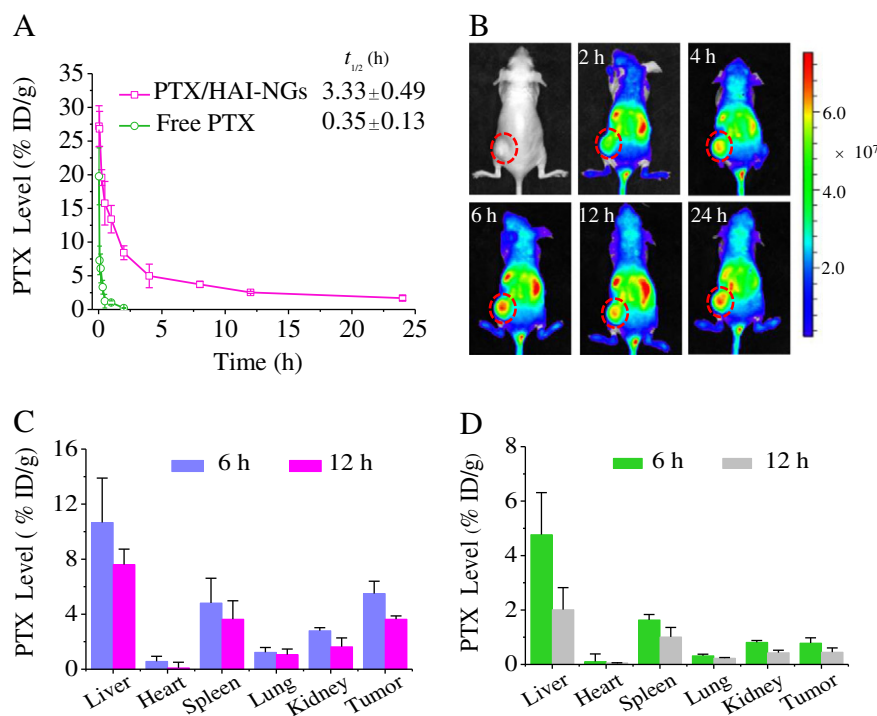 A
t1/2 (h)
PTX/HAI-NGs 3.33±0.49
Free PTX 0.35±0.13
PTX Level (% ID/g)
35
30
25
20
15
10
5
0
0 5 10 15 20 25
Time (h)
B
2 h
4 h
6 h
12 h
24 h
6.0
× 10⁷
4.0
2.0
C
PTX Level ( % ID/g)
16
12
8
4
0
6 h 12 h
Liver Heart Spleen Lung Kidney Tumor
D
PTX Level (% ID/g)
8
6
4
2
0
6 h 12 h
Liver Heart Spleen Lung Kidney Tumor